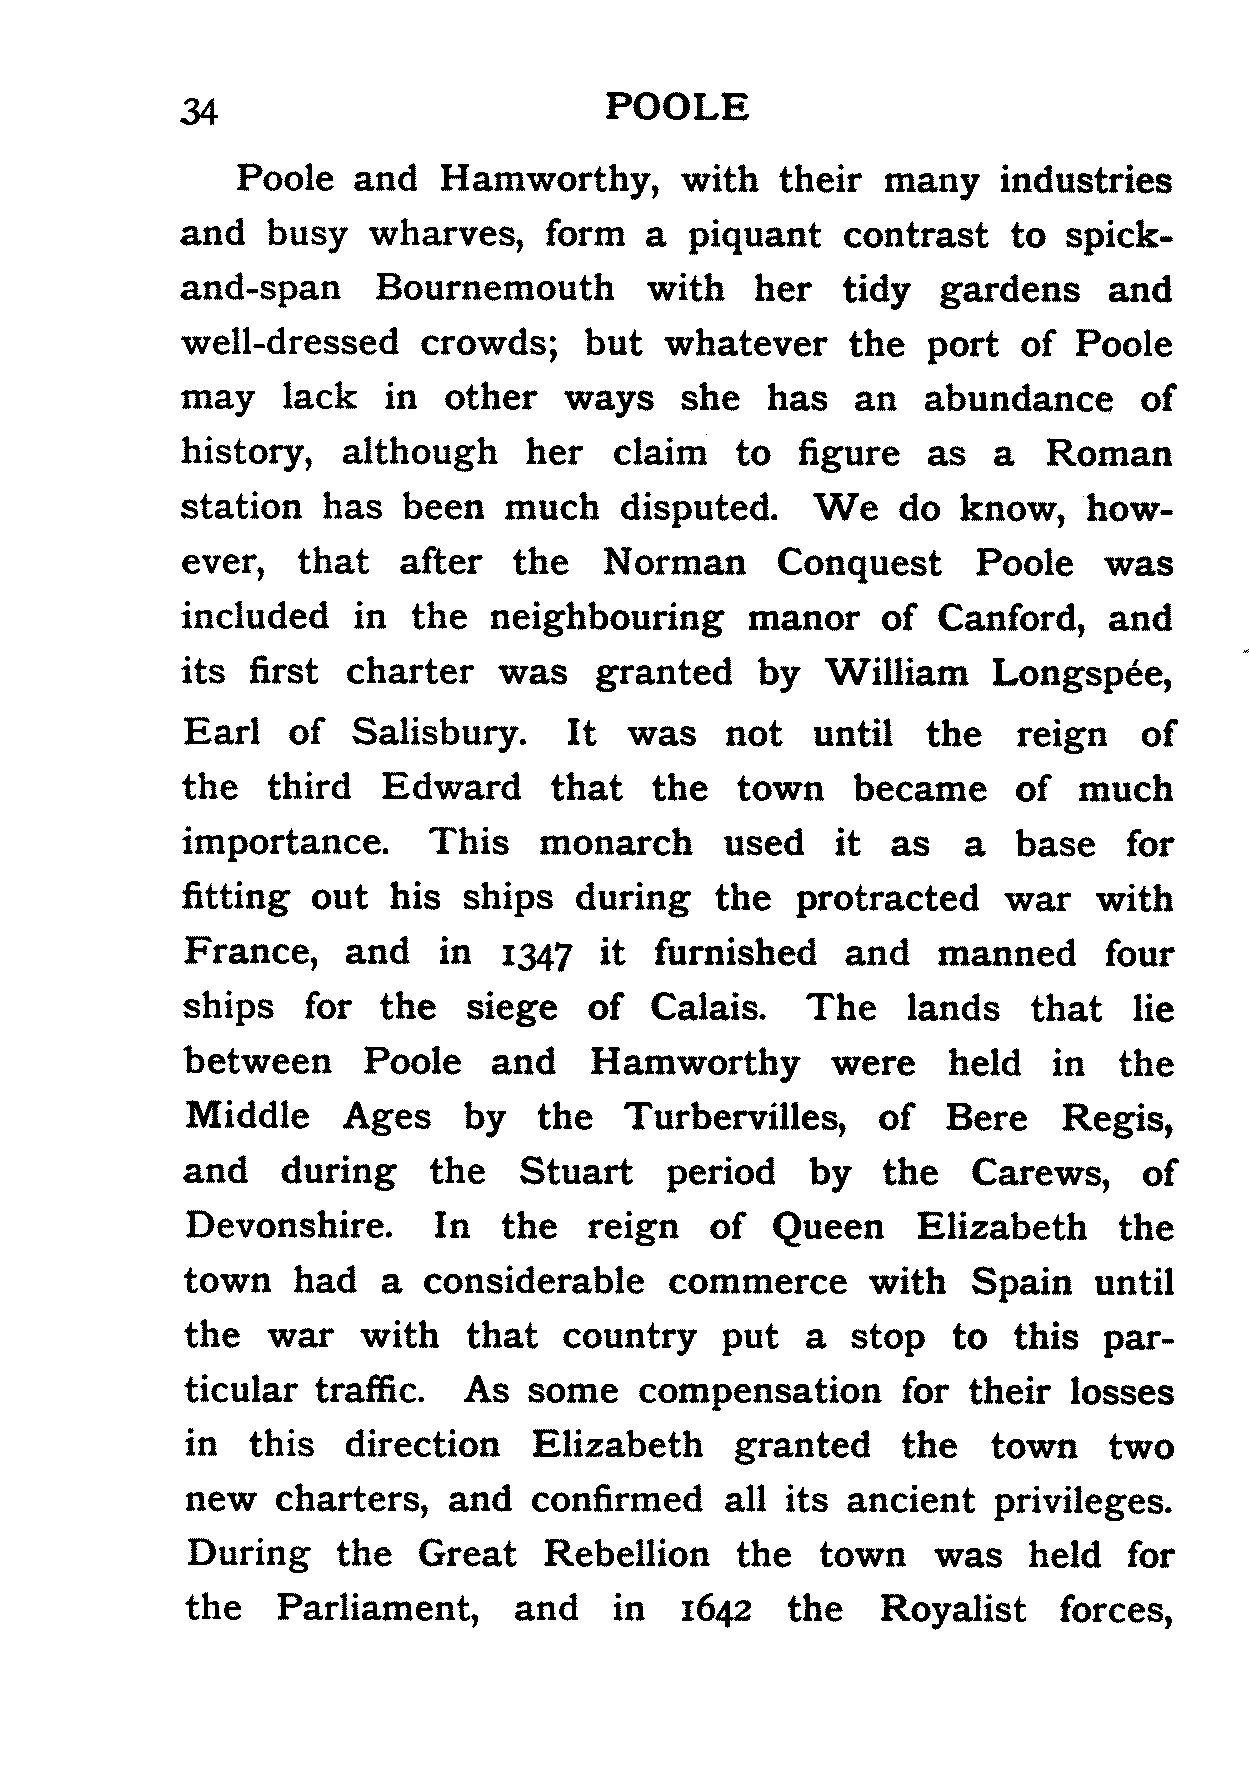 34 POOLE
Poole and Hamworthy, with their many industries
and busy wharves, form a piquant contrast to spick-
and-span Bournemouth with her tidy gardens and
well-dressed crowds; but whatever the port of Poole
may lack in other ways she has an abundance of
history, although her claim to figure as a Roman
station has been much disputed. We do know, how-
ever, that after the Norman Conquest Poole was
included in the neighbouring manor of Canford, and
its first charter was granted by William Longspée,
Earl of Salisbury. It was not until the reign of
the third Edward that the town became of much
importance. This monarch used it as a base for
fitting out his ships during the protracted war with
France, and in 1347 it furnished and manned four
ships for the siege of Calais. The lands that lie
between Poole and Hamworthy were held in the
Middle Ages by the Turbervilles, of Bere Regis,
and during the Stuart period by the Carews, of
Devonshire. In the reign of Queen Elizabeth the
town had a considerable commerce with Spain until
the war with that country put a stop to this par-
ticular traffic. As some compensation for their losses
in this direction Elizabeth granted the town two
new charters, and confirmed all its ancient privileges.
During the Great Rebellion the town was held for
the Parliament, and in 1642 the Royalist forces,